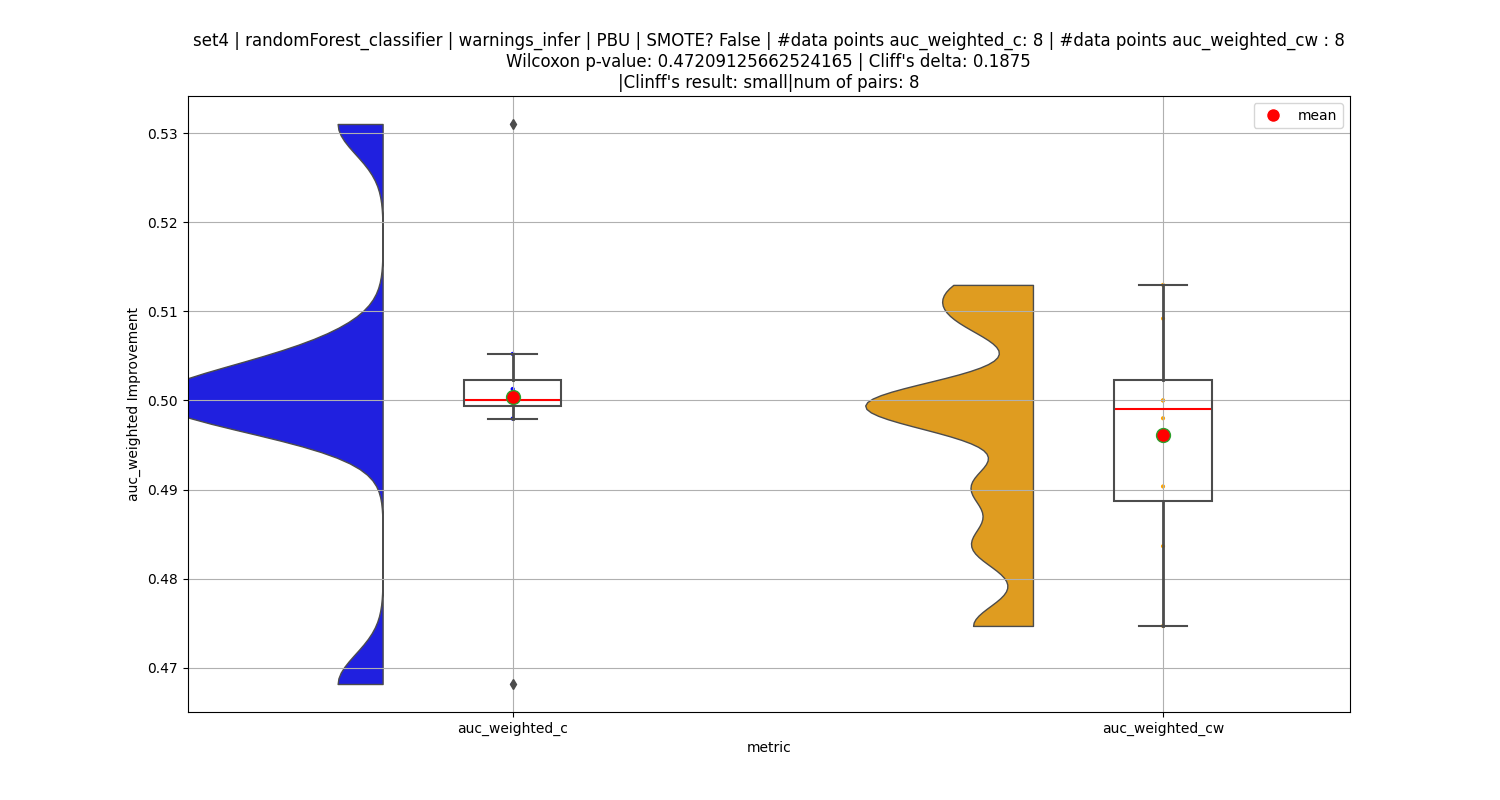 set4 | randomForest_classifier | warnings_infer | PBU | SMOTE? False | #data points auc_weighted_c: 8 | #data points auc_weighted_cw : 8
Wilcoxon p-value: 0.47209125662524165 | Cliff's delta: 0.1875
|Clinff's result: small|num of pairs: 8
mean
0.53
0.52
0.51
0.50
0.49
0.48
0.47
auc_weighted Improvement
auc_weighted_c
auc_weighted_cw
metric